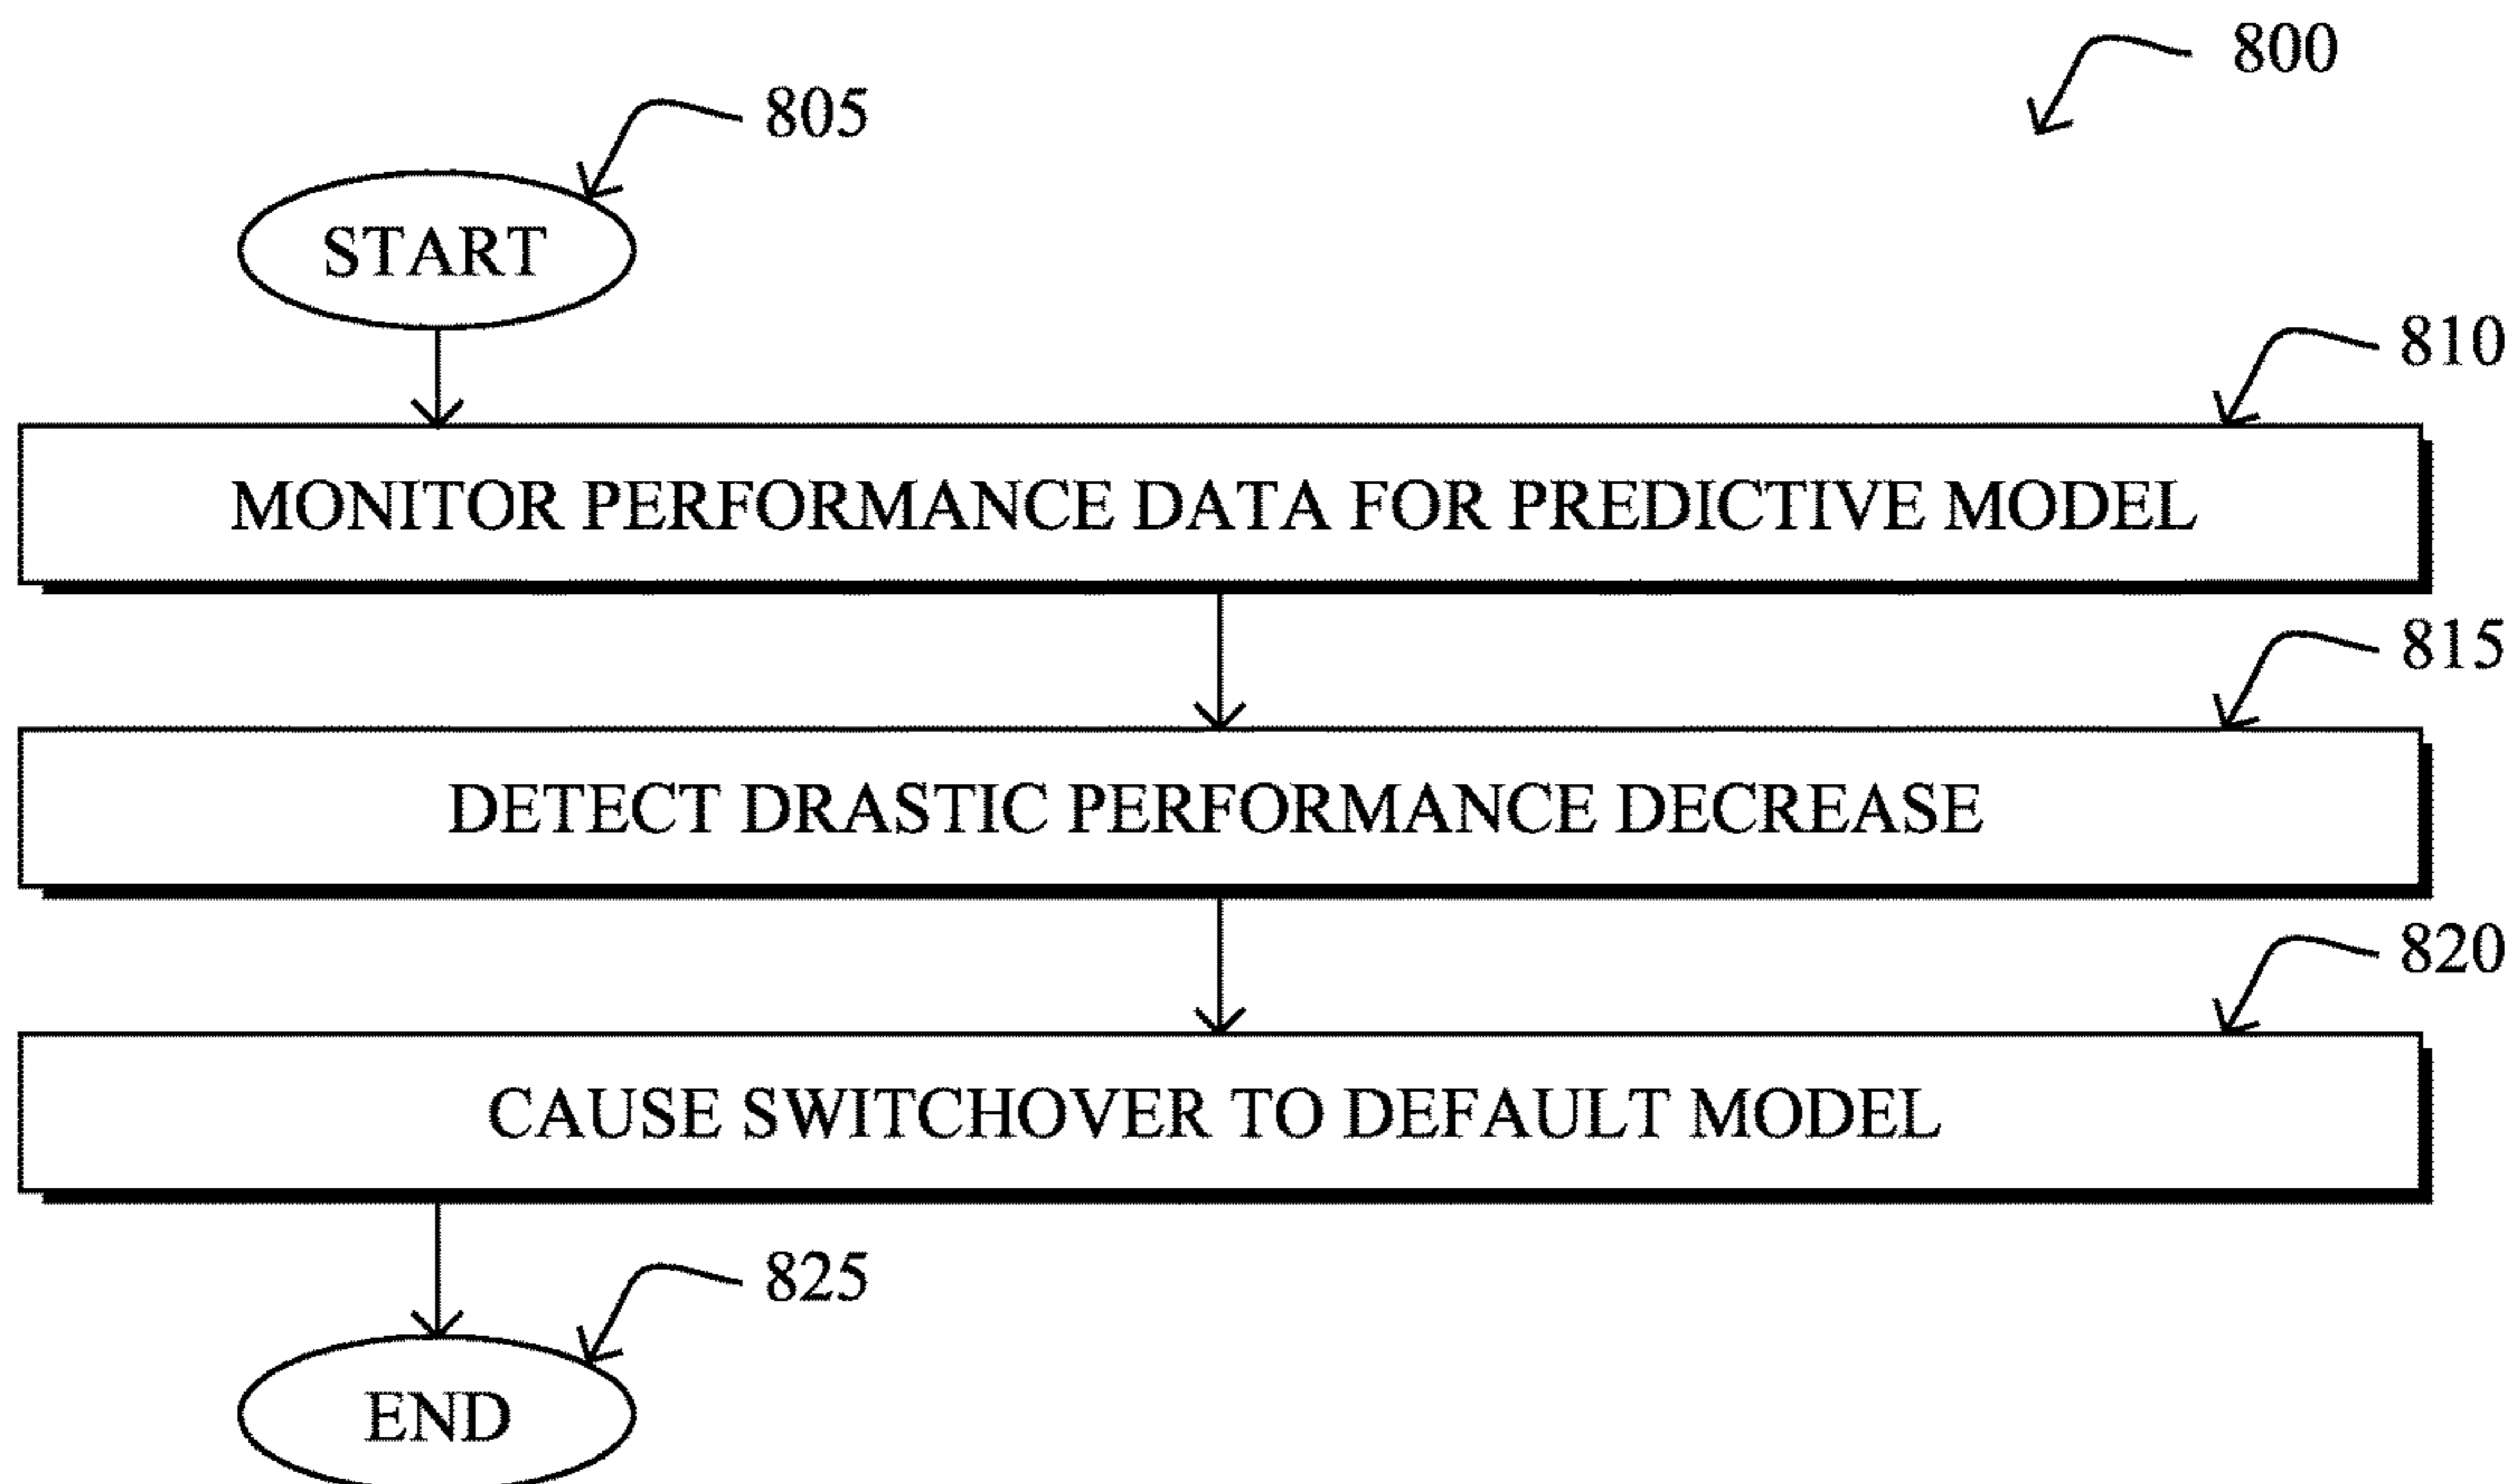 800
805
START
810
MONITOR PERFORMANCE DATA FOR PREDICTIVE MODEL
815
DETECT DRASTIC PERFORMANCE DECREASE
820
CAUSE SWITCHOVER TO DEFAULT MODEL
825
END